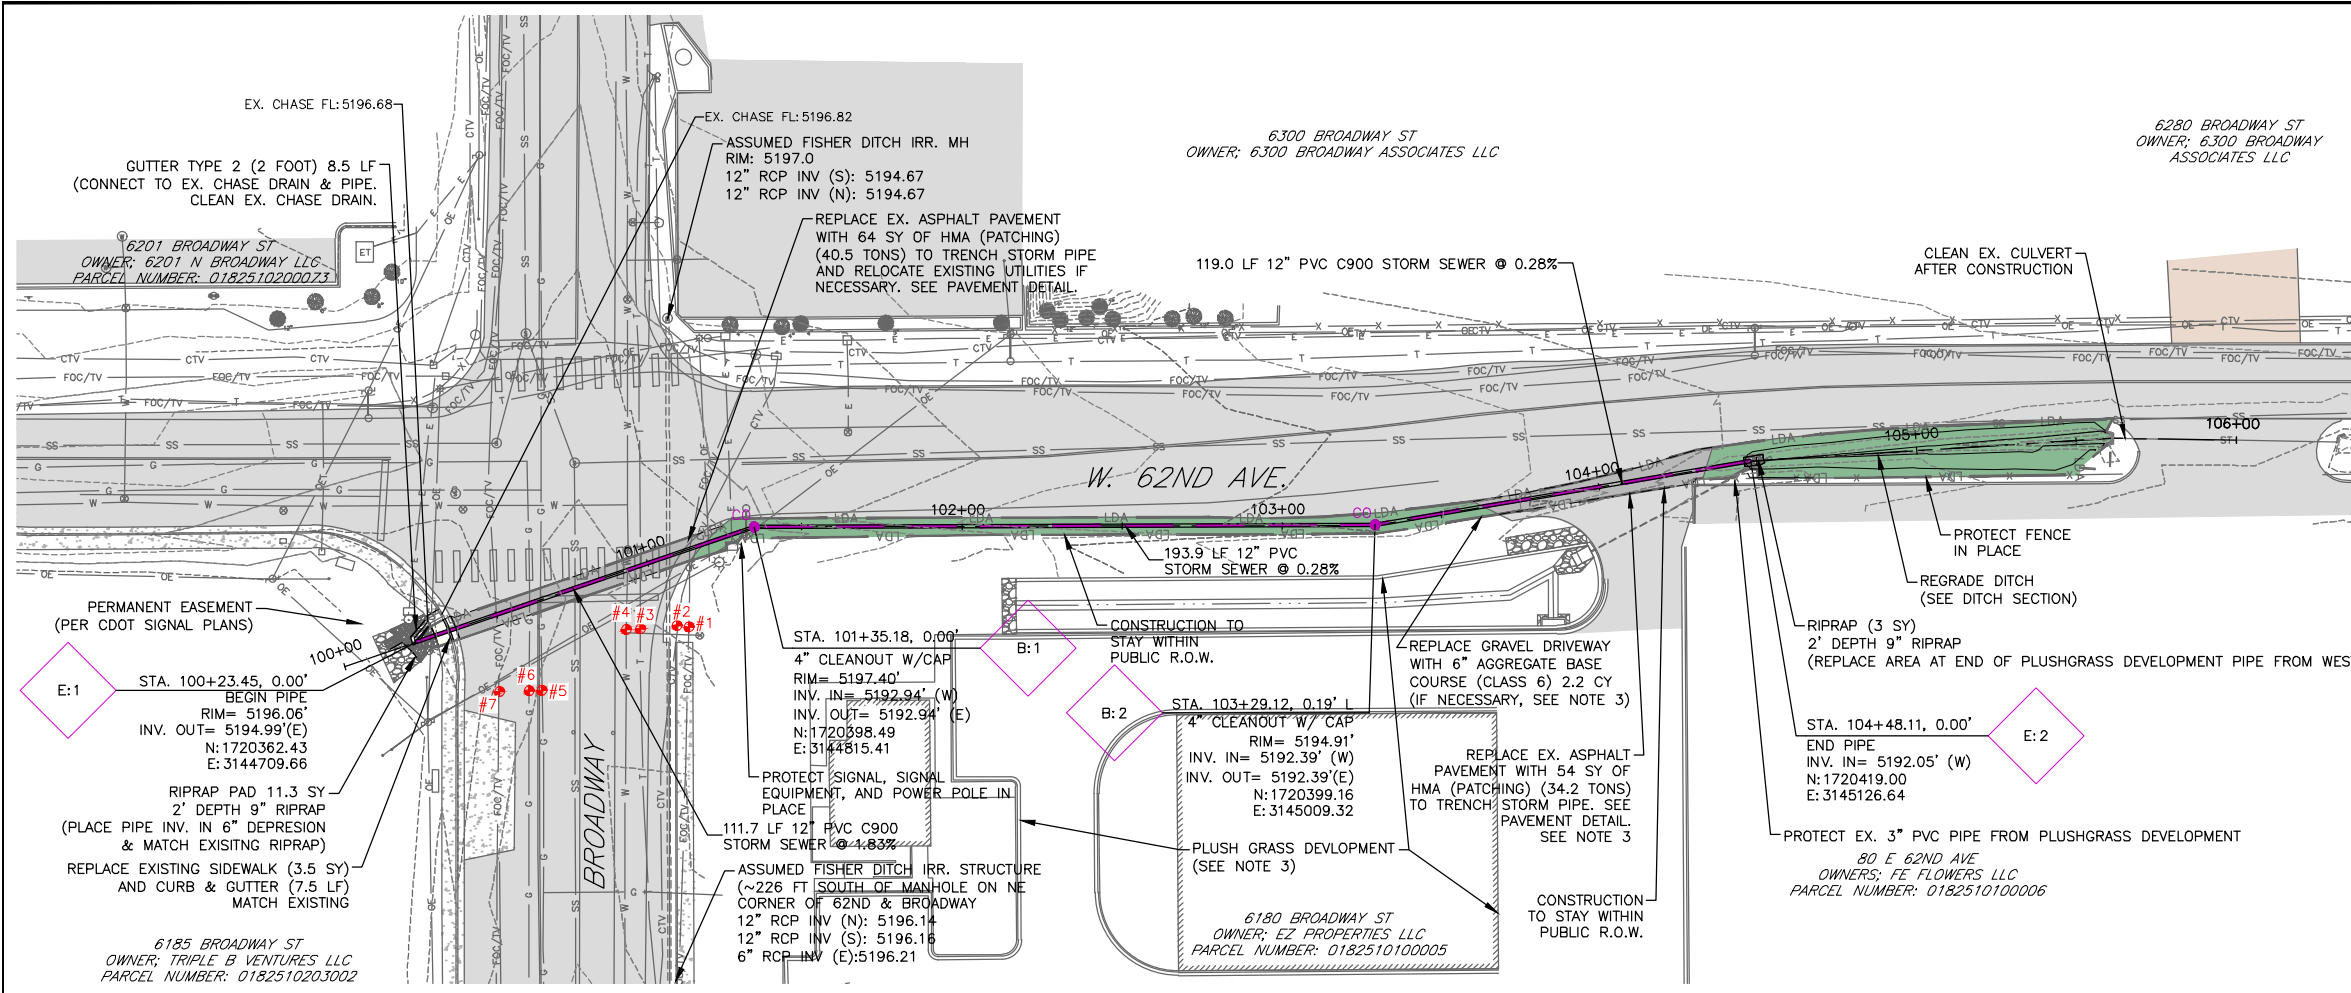 EX. CHASE FL:5196.68
GUTTER TYPE 2 (2 FOOT) 8.5 LF
(CONNECT TO EX. CHASE DRAIN & PIPE.
CLEAN EX. CHASE DRAIN.
6201 BROADWAY ST
OWNER; 6201 N BROADWAY LLC
PARCEL NUMBER: 0182510200073
ET
EX. CHASE FL:5196.82
ASSUMED FISHER DITCH IRR. MH
RIM: 5197.0
12" RCP INV (S): 5194.67
12" RCP INV (N): 5194.67
REPLACE EX. ASPHALT PAVEMENT
WITH 64 SY OF HMA (PATCHING)
(40.5 TONS) TO TRENCH STORM PIPE
AND RELOCATE EXISTING UTILITIES IF
NECESSARY. SEE PAVEMENT DETAIL.
6300 BROADWAY ST
OWNER; 6300 BROADWAY ASSOCIATES LLC
6280 BROADWAY ST
OWNER; 6300 BROADWAY
ASSOCIATES LLC
119.0 LF 12" PVC C900 STORM SEWER @ 0.28%
CLEAN EX. CULVERT
AFTER CONSTRUCTION
W. 62ND AVE.
100+00
101+00
102+00
103+00
104+00
105+00
106+00
CO
CO
193.9 LF 12" PVC
STORM SEWER @ 0.28%
PROTECT FENCE
IN PLACE
REGRADE DITCH
(SEE DITCH SECTION)
RIPRAP (3 SY)
2' DEPTH 9" RIPRAP
(REPLACE AREA AT END OF PLUSHGRASS DEVELOPMENT PIPE FROM WES
PERMANENT EASEMENT
(PER CDOT SIGNAL PLANS)
E:1
STA. 100+23.45, 0.00'
BEGIN PIPE
RIM= 5196.06'
INV. OUT= 5194.99'(E)
N:1720362.43
E:3144709.66
RIPRAP PAD 11.3 SY
2' DEPTH 9" RIPRAP
(PLACE PIPE INV. IN 6" DEPRESION
& MATCH EXISITNG RIPRAP)
REPLACE EXISTING SIDEWALK (3.5 SY)
AND CURB & GUTTER (7.5 LF)
MATCH EXISTING
6185 BROADWAY ST
OWNER; TRIPLE B VENTURES LLC
PARCEL NUMBER: 0182510203002
#4
#3
#2
#1
#6
#5
#7
BROADWAY
B:1
STA. 101+35.18, 0.00'
4" CLEANOUT W/CAP
RIM= 5197.40'
INV. IN= 5192.94' (W)
INV. OUT= 5192.94' (E)
N:1720398.49
E:3144815.41
PROTECT SIGNAL, SIGNAL
EQUIPMENT, AND POWER POLE IN
PLACE
111.7 LF 12" PVC C900
STORM SEWER @ 1.83%
ASSUMED FISHER DITCH IRR. STRUCTURE
(~226 FT SOUTH OF MANHOLE ON NE
CORNER OF 62ND & BROADWAY
12" RCP INV (N): 5196.14
12" RCP INV (S): 5196.16
6" RCP INV (E):5196.21
CONSTRUCTION TO
STAY WITHIN
PUBLIC R.O.W.
B:2
STA. 103+29.12, 0.19' L
4" CLEANOUT W/ CAP
RIM= 5194.91'
INV. IN= 5192.39' (W)
INV. OUT= 5192.39'(E)
N:1720399.16
E:3145009.32
PLUSH GRASS DEVLOPMENT
(SEE NOTE 3)
6180 BROADWAY ST
OWNER; EZ PROPERTIES LLC
PARCEL NUMBER: 0182510100005
REPLACE GRAVEL DRIVEWAY
WITH 6" AGGREGATE BASE
COURSE (CLASS 6) 2.2 CY
(IF NECESSARY, SEE NOTE 3)
REPLACE EX. ASPHALT
PAVEMENT WITH 54 SY OF
HMA (PATCHING) (34.2 TONS)
TO TRENCH STORM PIPE. SEE
PAVEMENT DETAIL.
SEE NOTE 3
CONSTRUCTION
TO STAY WITHIN
PUBLIC R.O.W.
E:2
STA. 104+48.11, 0.00'
END PIPE
INV. IN= 5192.05' (W)
N:1720419.00
E:3145126.64
PROTECT EX. 3" PVC PIPE FROM PLUSHGRASS DEVELOPMENT
80 E 62ND AVE
OWNERS; FE FLOWERS LLC
PARCEL NUMBER: 0182510100006